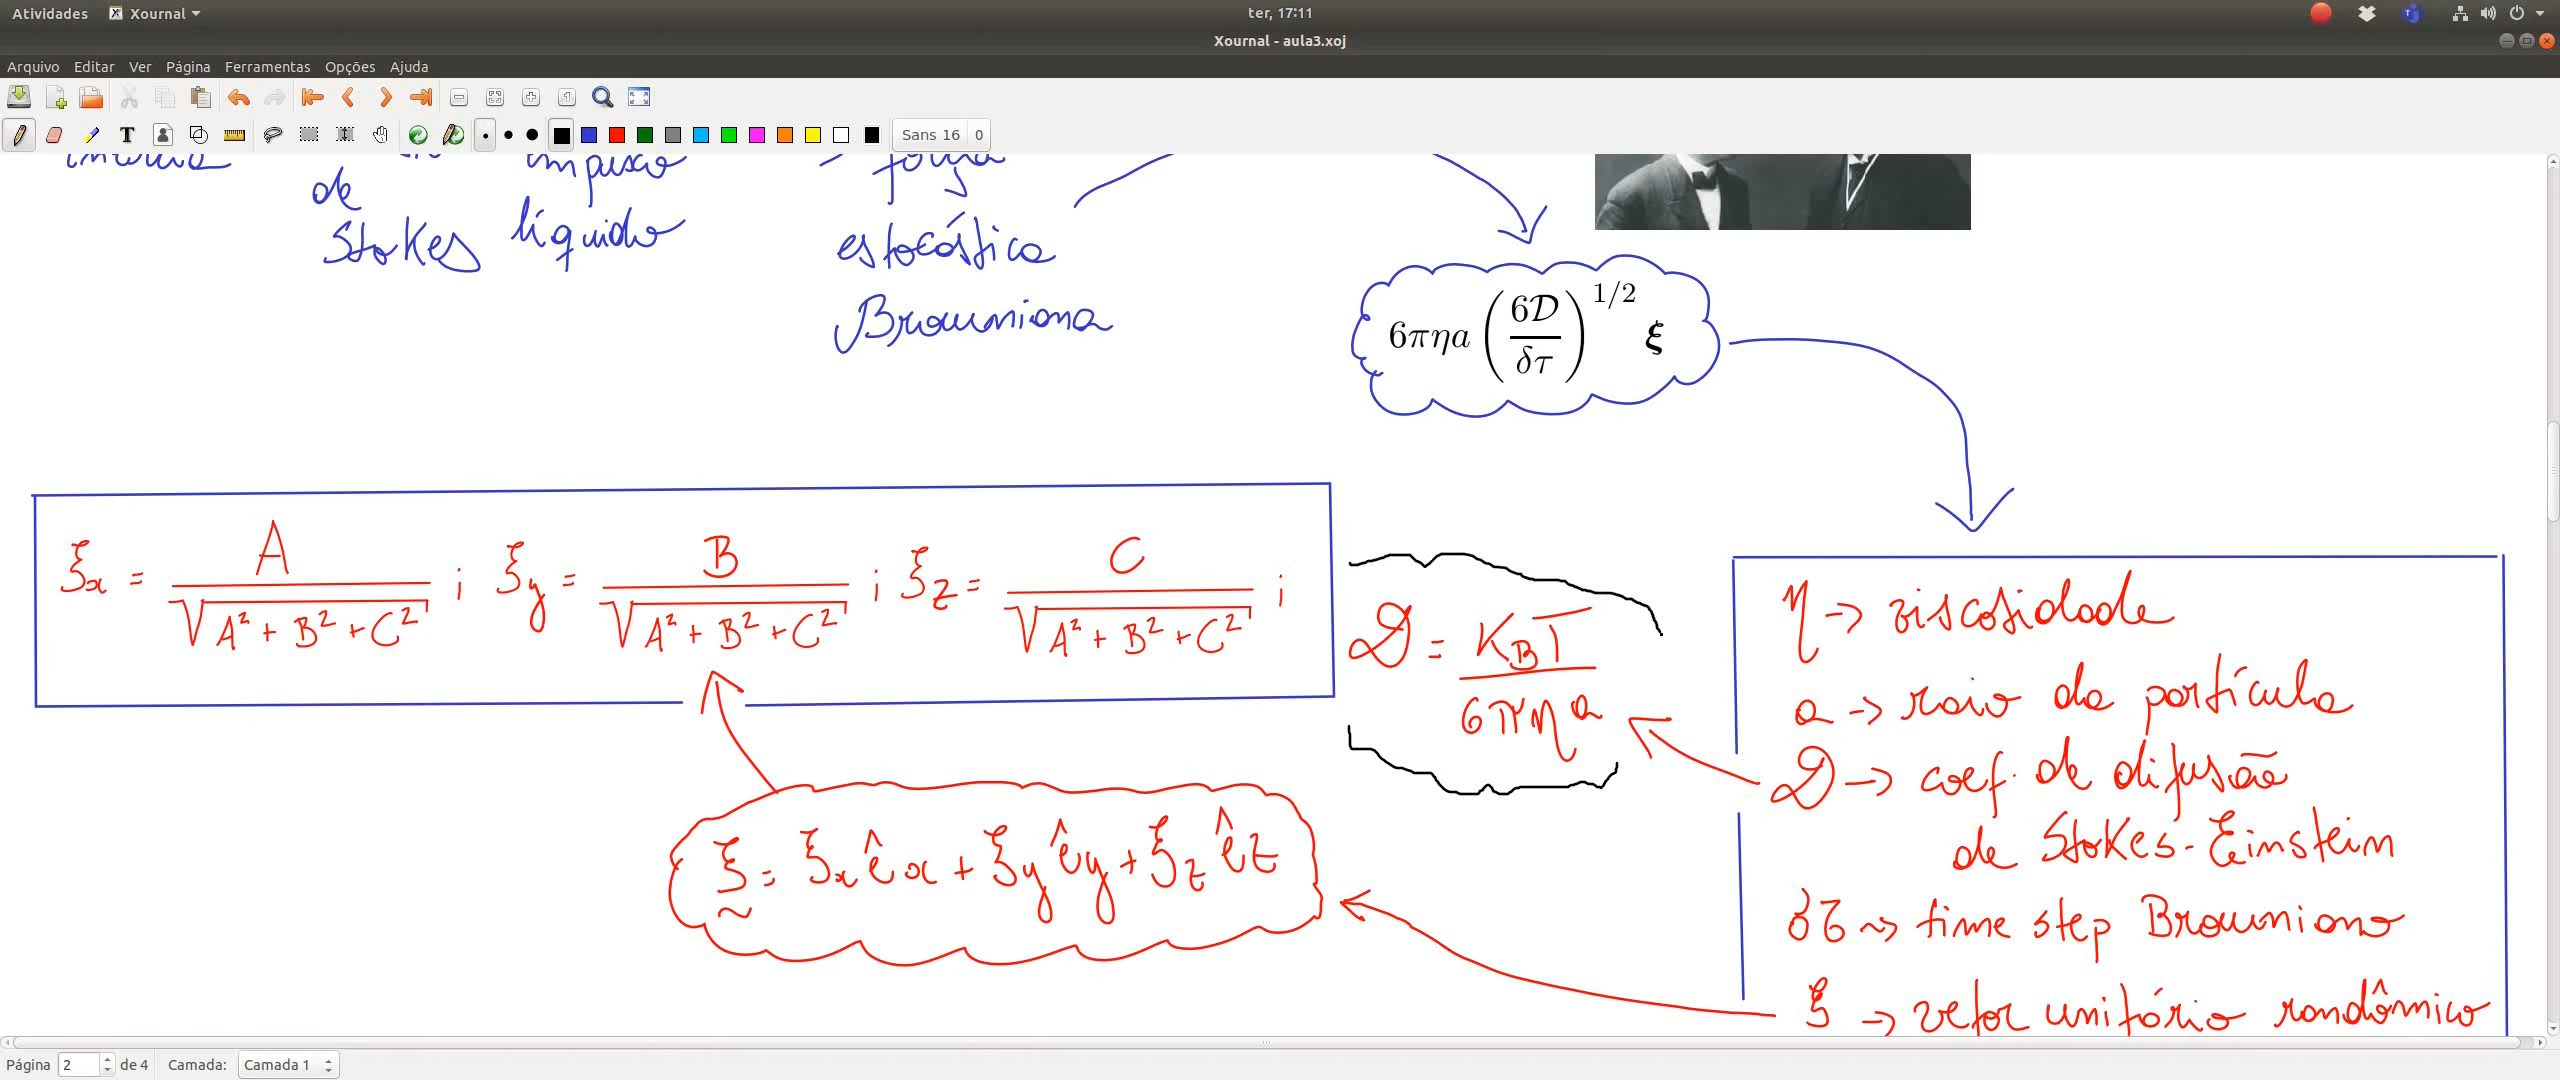 Atividades Xournal ter, 17:11
Xournal - aula3.xoj
Arquivo Editar Ver Página Ferramentas Opções Ajuda
Sans 16 0
de
Stokes
impulso
líquido
força
estocástica
Browniana
6πηa (6𝒟/δτ)^{1/2} ξ
ξx = A/√(A²+B²+C²) ; ξy = B/√(A²+B²+C²) ; ξz = C/√(A²+B²+C²) ;
𝒟 = KBT/6πηa
ξ = ξx êx + ξy êy + ξz êz
η → viscosidade
a → raio da partícula
𝒟 → coef. de difusão
de Stokes-Einstein
δτ → time step Browniano
ξ → vetor unitário randômico
Página 2 de 4 Camada: Camada 1